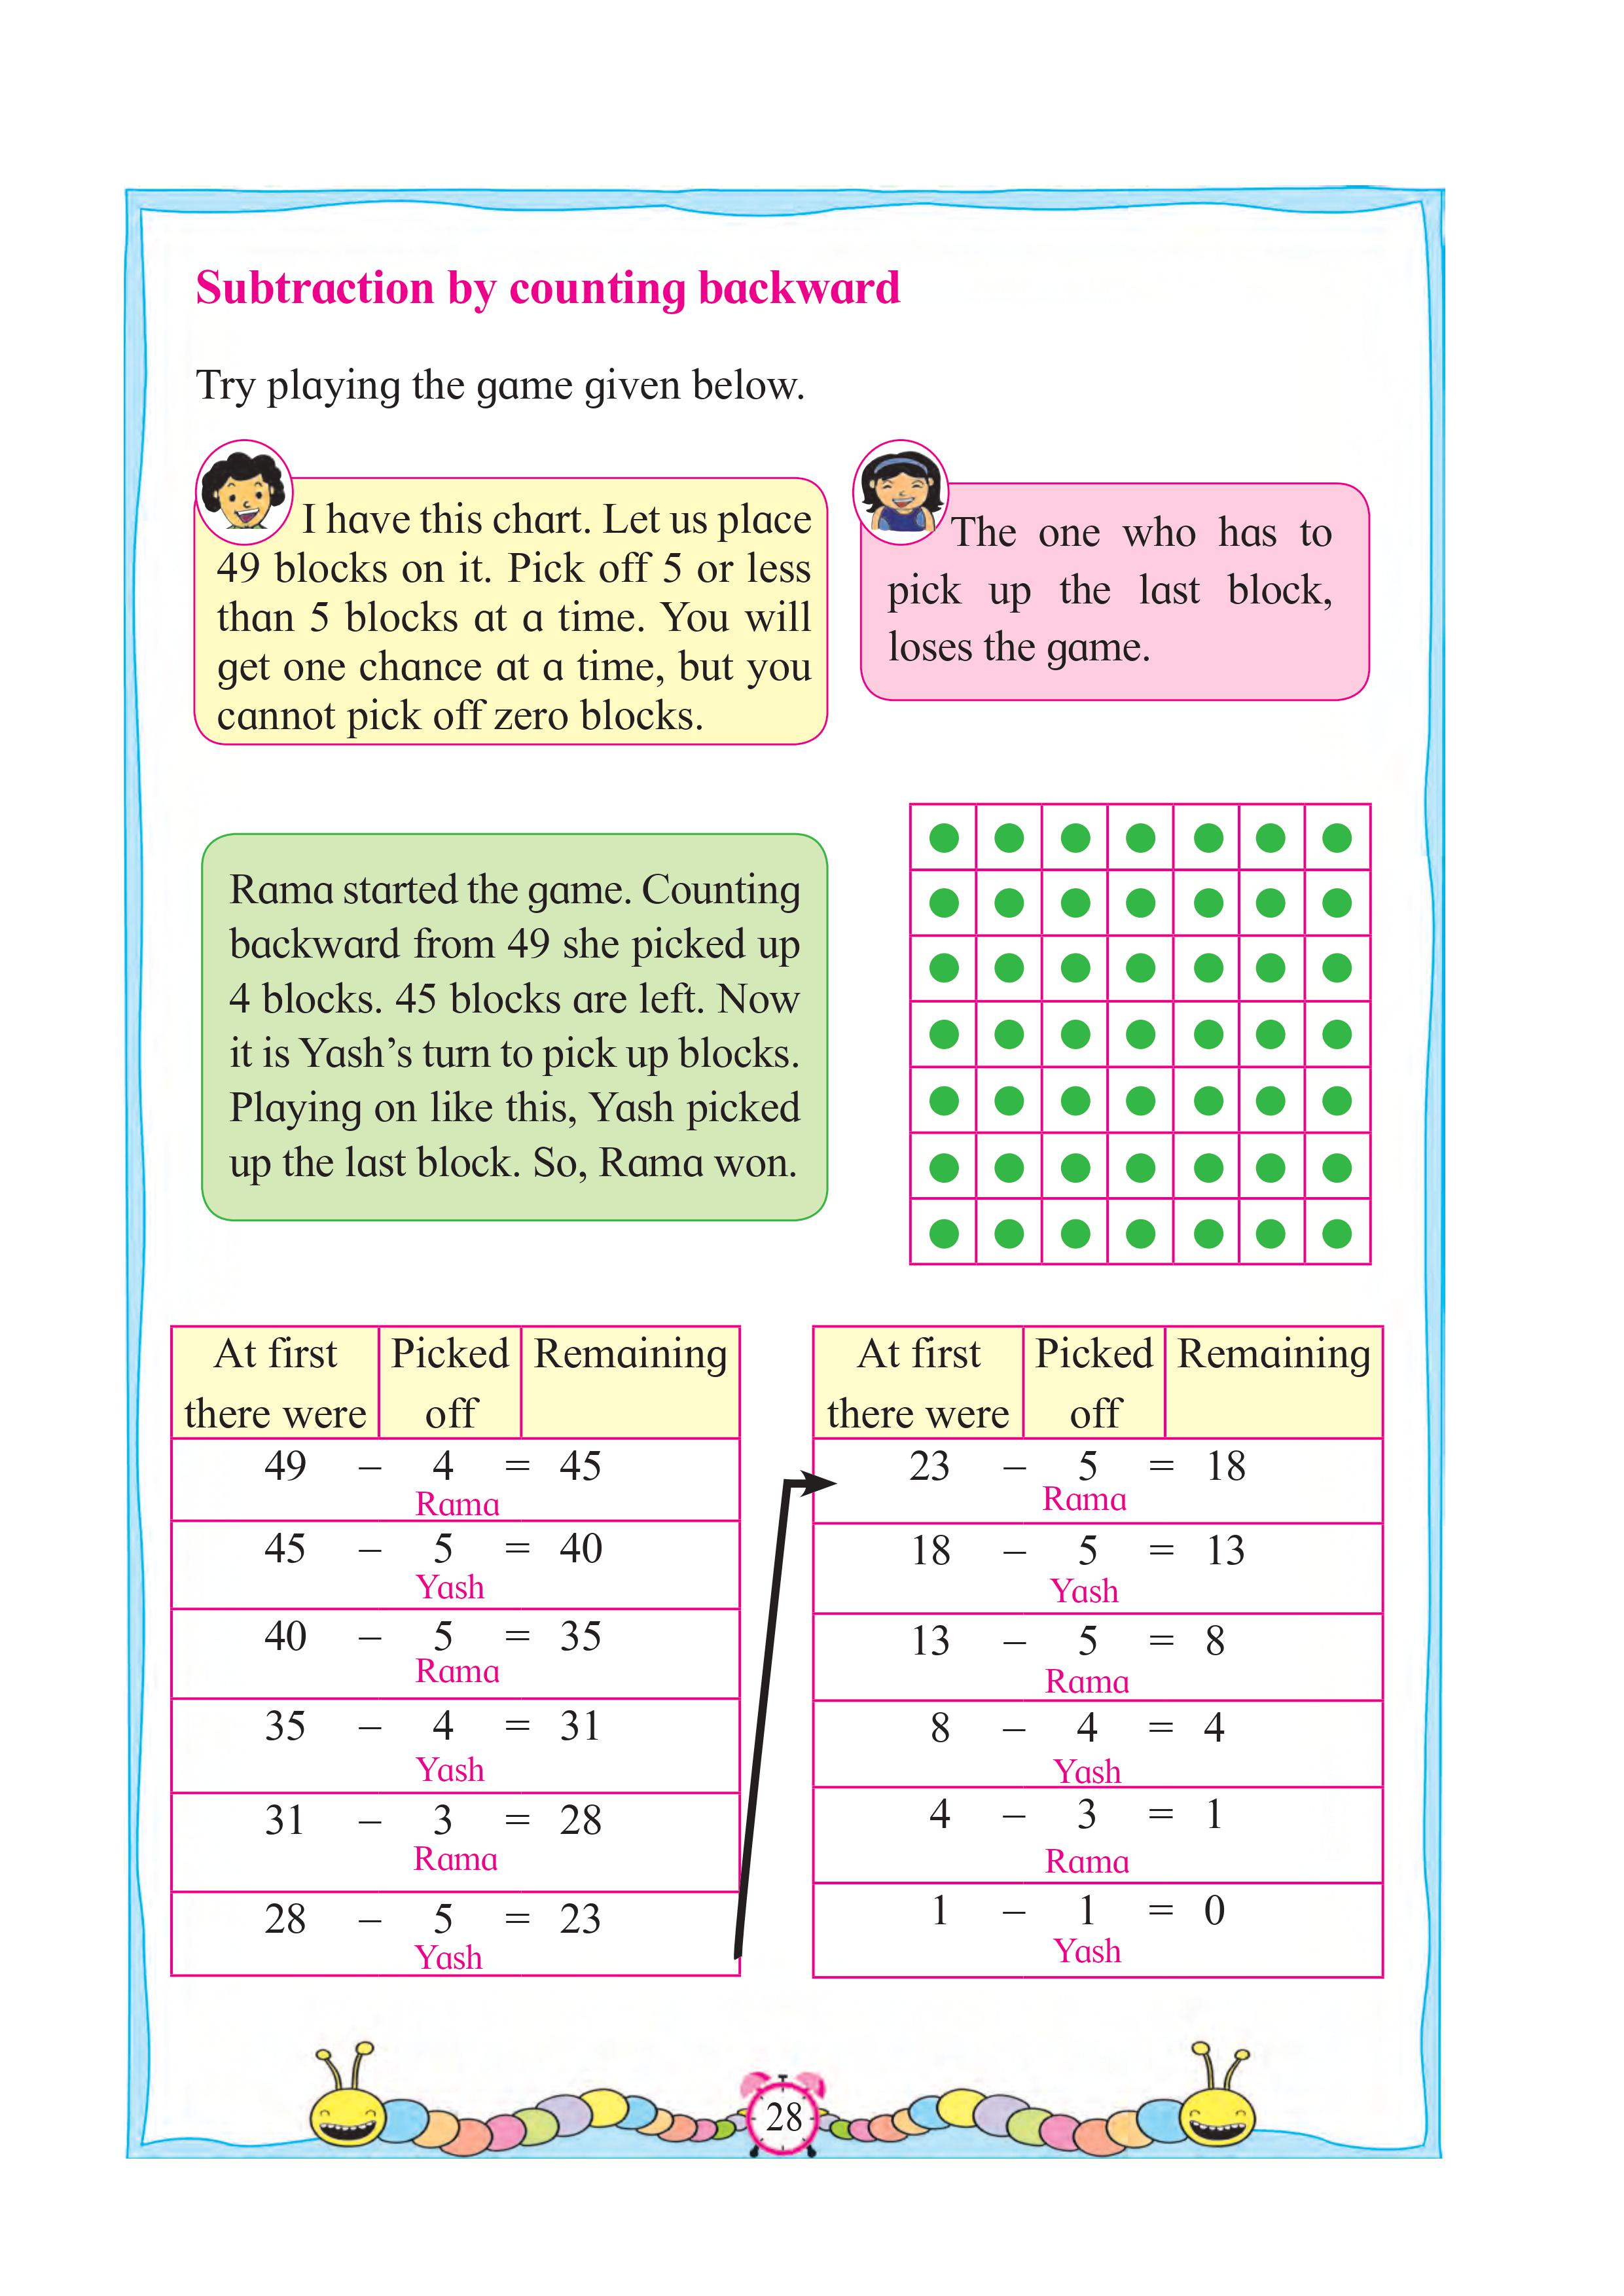 Subtraction by counting backward
Try playing the game given below.
I have this chart. Let us place
49 blocks on it. Pick off 5 or less
than 5 blocks at a time. You will
get one chance at a time, but you
cannot pick off zero blocks.
The one who has to
pick up the last block,
loses the game.
Rama started the game. Counting
backward from 49 she picked up
4 blocks. 45 blocks are left. Now
it is Yash's turn to pick up blocks.
Playing on like this, Yash picked
up the last block. So, Rama won.
At first Picked Remaining
there were off
49 – 4 = 45
Rama
45 – 5 = 40
Yash
40 – 5 = 35
Rama
35 – 4 = 31
Yash
31 – 3 = 28
Rama
28 – 5 = 23
Yash
At first Picked Remaining
there were off
23 – 5 = 18
Rama
18 – 5 = 13
Yash
13 – 5 = 8
Rama
8 – 4 = 4
Yash
4 – 3 = 1
Rama
1 – 1 = 0
Yash
28